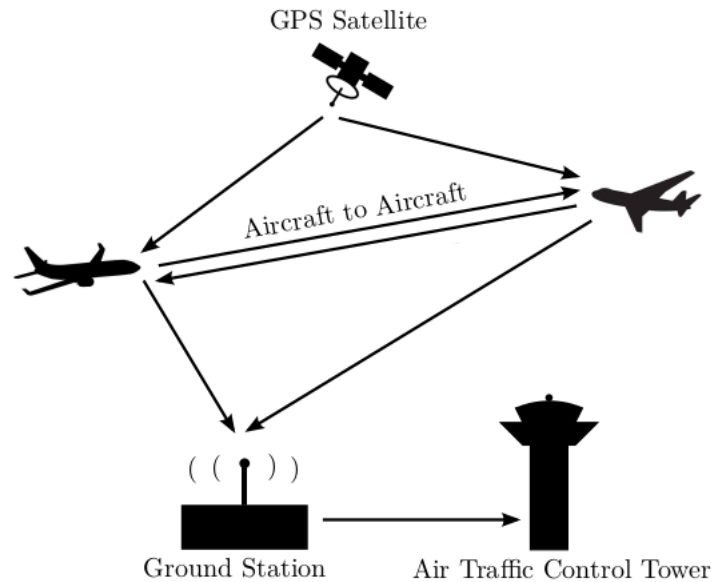 GPS Satellite
Aircraft to Aircraft
Ground Station
Air Traffic Control Tower